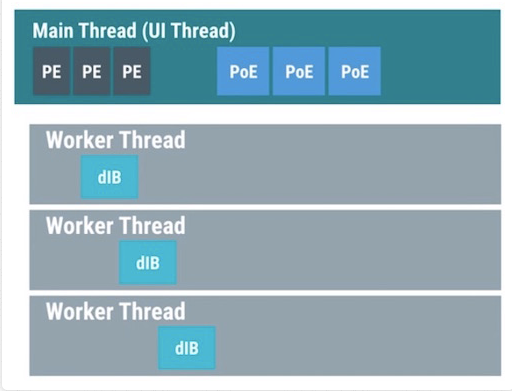 Main Thread (UI Thread)
PE PE PE PoE PoE PoE
Worker Thread
dIB
Worker Thread
dIB
Worker Thread
dIB